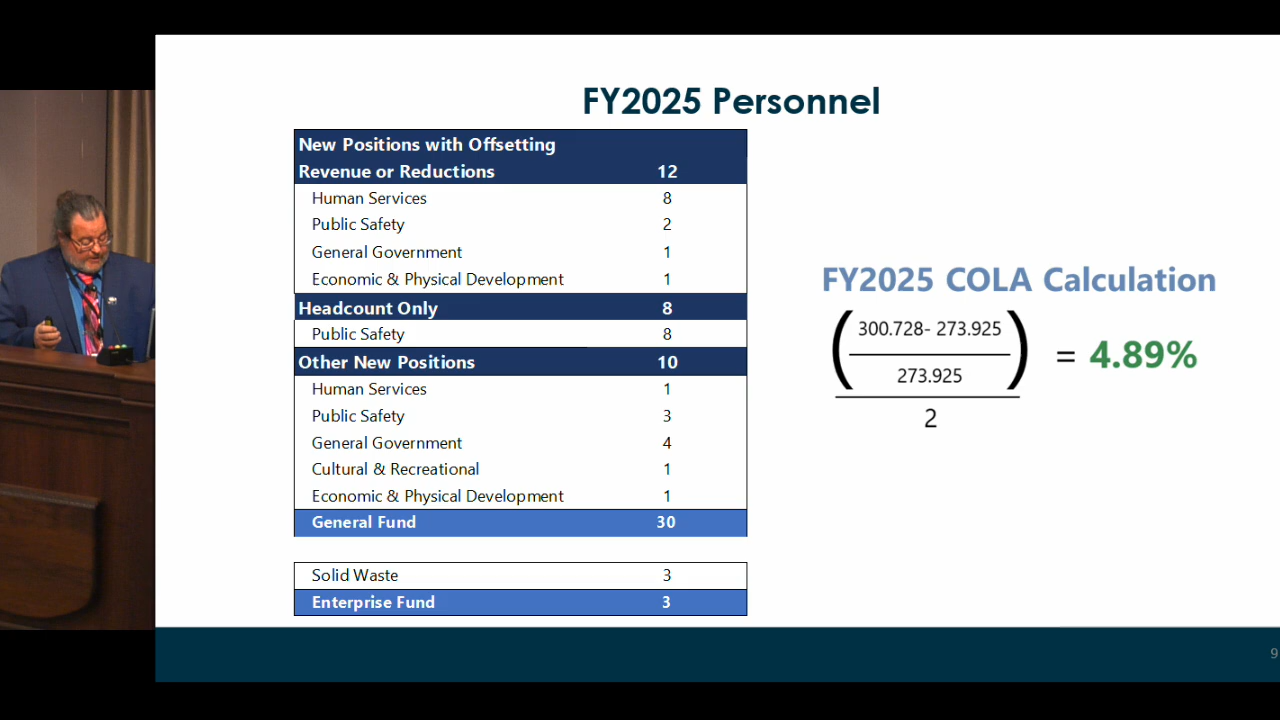 FY2025 Personnel
New Positions with Offsetting
Revenue or Reductions 12
Human Services 8
Public Safety 2
General Government 1
Economic & Physical Development 1
Headcount Only 8
Public Safety 8
Other New Positions 10
Human Services 1
Public Safety 3
General Government 4
Cultural & Recreational 1
Economic & Physical Development 1
General Fund 30
Solid Waste 3
Enterprise Fund 3
FY2025 COLA Calculation
300.728- 273.925
273.925
2
= 4.89%
9